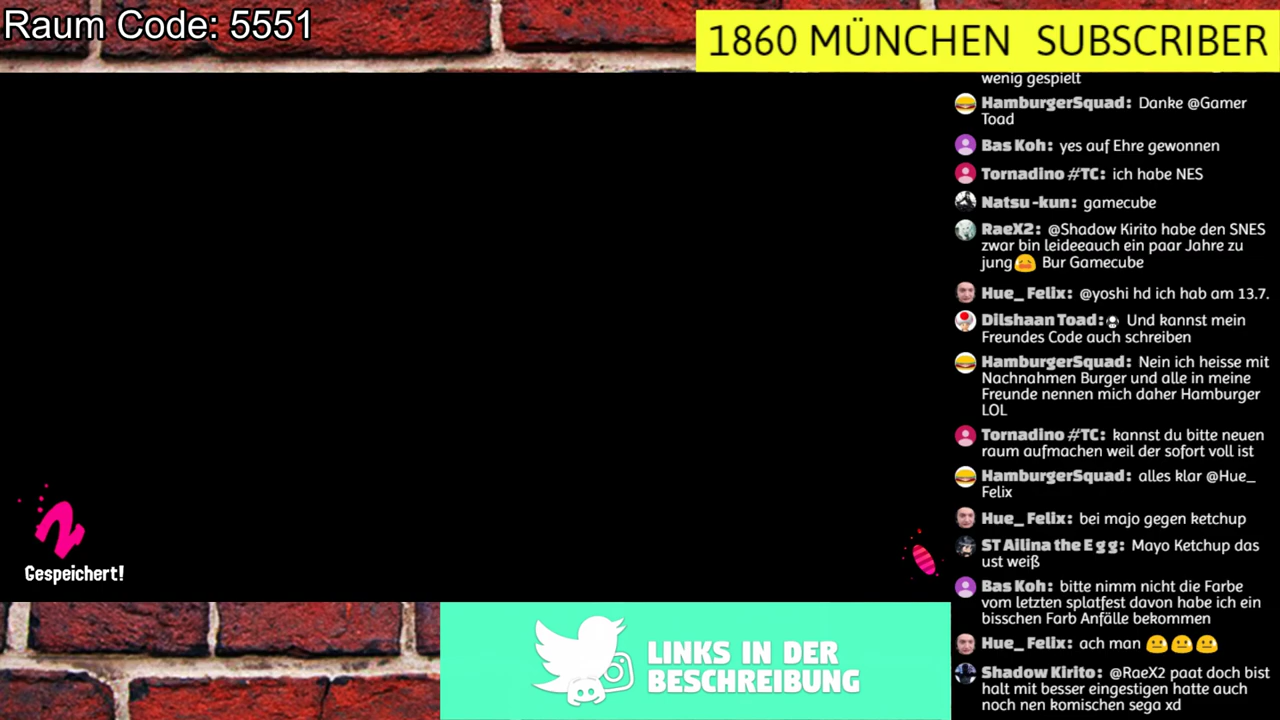 Raum Code: 5551
1860 MÜNCHEN SUBSCRIBER
wenig gespielt
HamburgerSquad: Danke @Gamer
Toad
Bas Koh: yes auf Ehre gewonnen
Tornadino #TC: ich habe NES
Natsu-kun: gamecube
RaeX2: @Shadow Kirito habe den SNES
zwar bin leideeauch ein paar Jahre zu
jung😫 Bur Gamecube
Hue_Felix: @yoshi hd ich hab am 13.7.
Dilshaan Toad: Und kannst mein
Freundes Code auch schreiben
HamburgerSquad: Nein ich heisse mit
Nachnahmen Burger und alle in meine
Freunde nennen mich daher Hamburger
LOL
Tornadino #TC: kannst du bitte neuen
raum aufmachen weil der sofort voll ist
HamburgerSquad: alles klar @Hue_
Felix
Hue_Felix: bei majo gegen ketchup
ST Ailina the E g g: Mayo Ketchup das
ust weiß
Bas Koh: bitte nimm nicht die Farbe
vom letzten splatfest davon habe ich ein
bisschen Farb Anfälle bekommen
Hue_Felix: ach man 😐😐😐
Shadow Kirito: @RaeX2 paat doch bist
halt mit besser eingestigen hatte auch
noch nen komischen sega xd
2
Gespeichert!
LINKS IN DER
BESCHREIBUNG